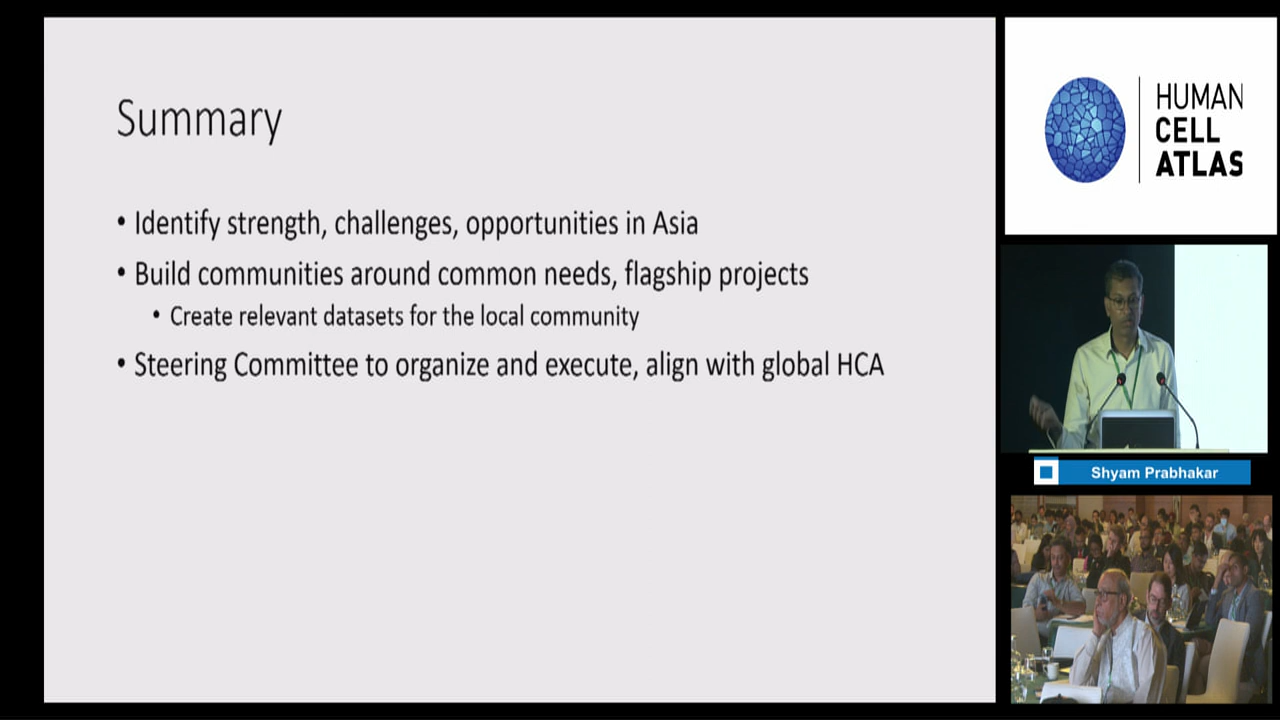 Summary
• Identify strength, challenges, opportunities in Asia
• Build communities around common needs, flagship projects
• Create relevant datasets for the local community
• Steering Committee to organize and execute, align with global HCA
HUMAN
CELL
ATLAS
Shyam Prabhakar